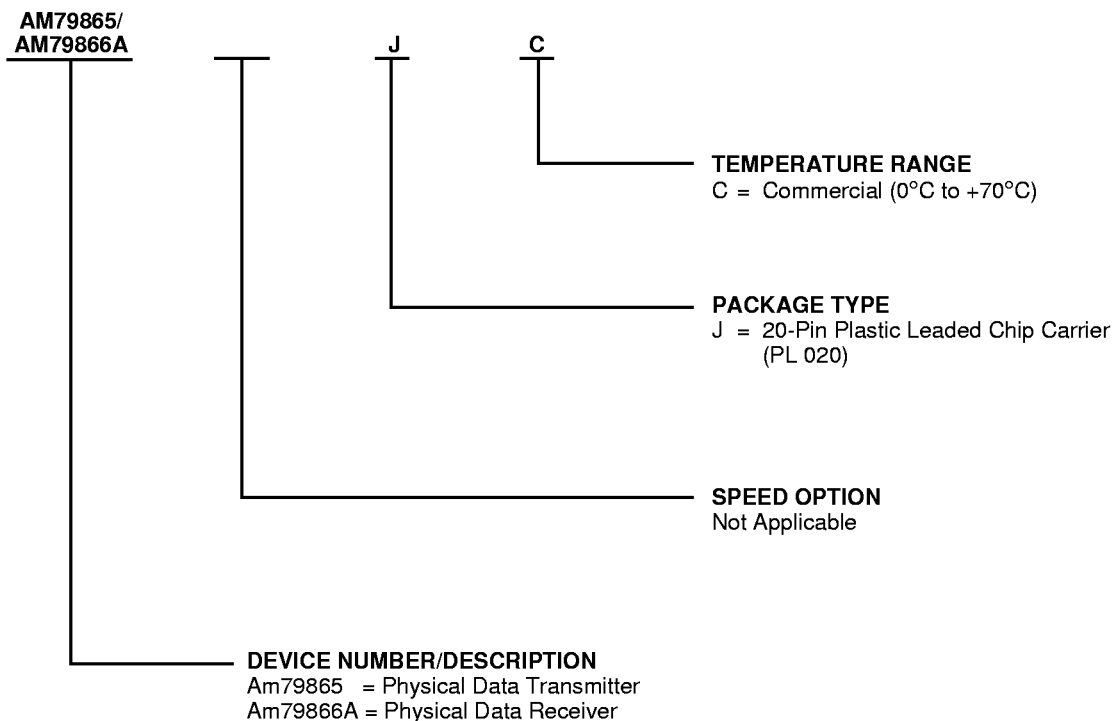 AM79865/
AM79866A
J
C
TEMPERATURE RANGE
C = Commercial (0°C to +70°C)
PACKAGE TYPE
J = 20-Pin Plastic Leaded Chip Carrier
(PL 020)
SPEED OPTION
Not Applicable
DEVICE NUMBER/DESCRIPTION
Am79865 = Physical Data Transmitter
Am79866A = Physical Data Receiver